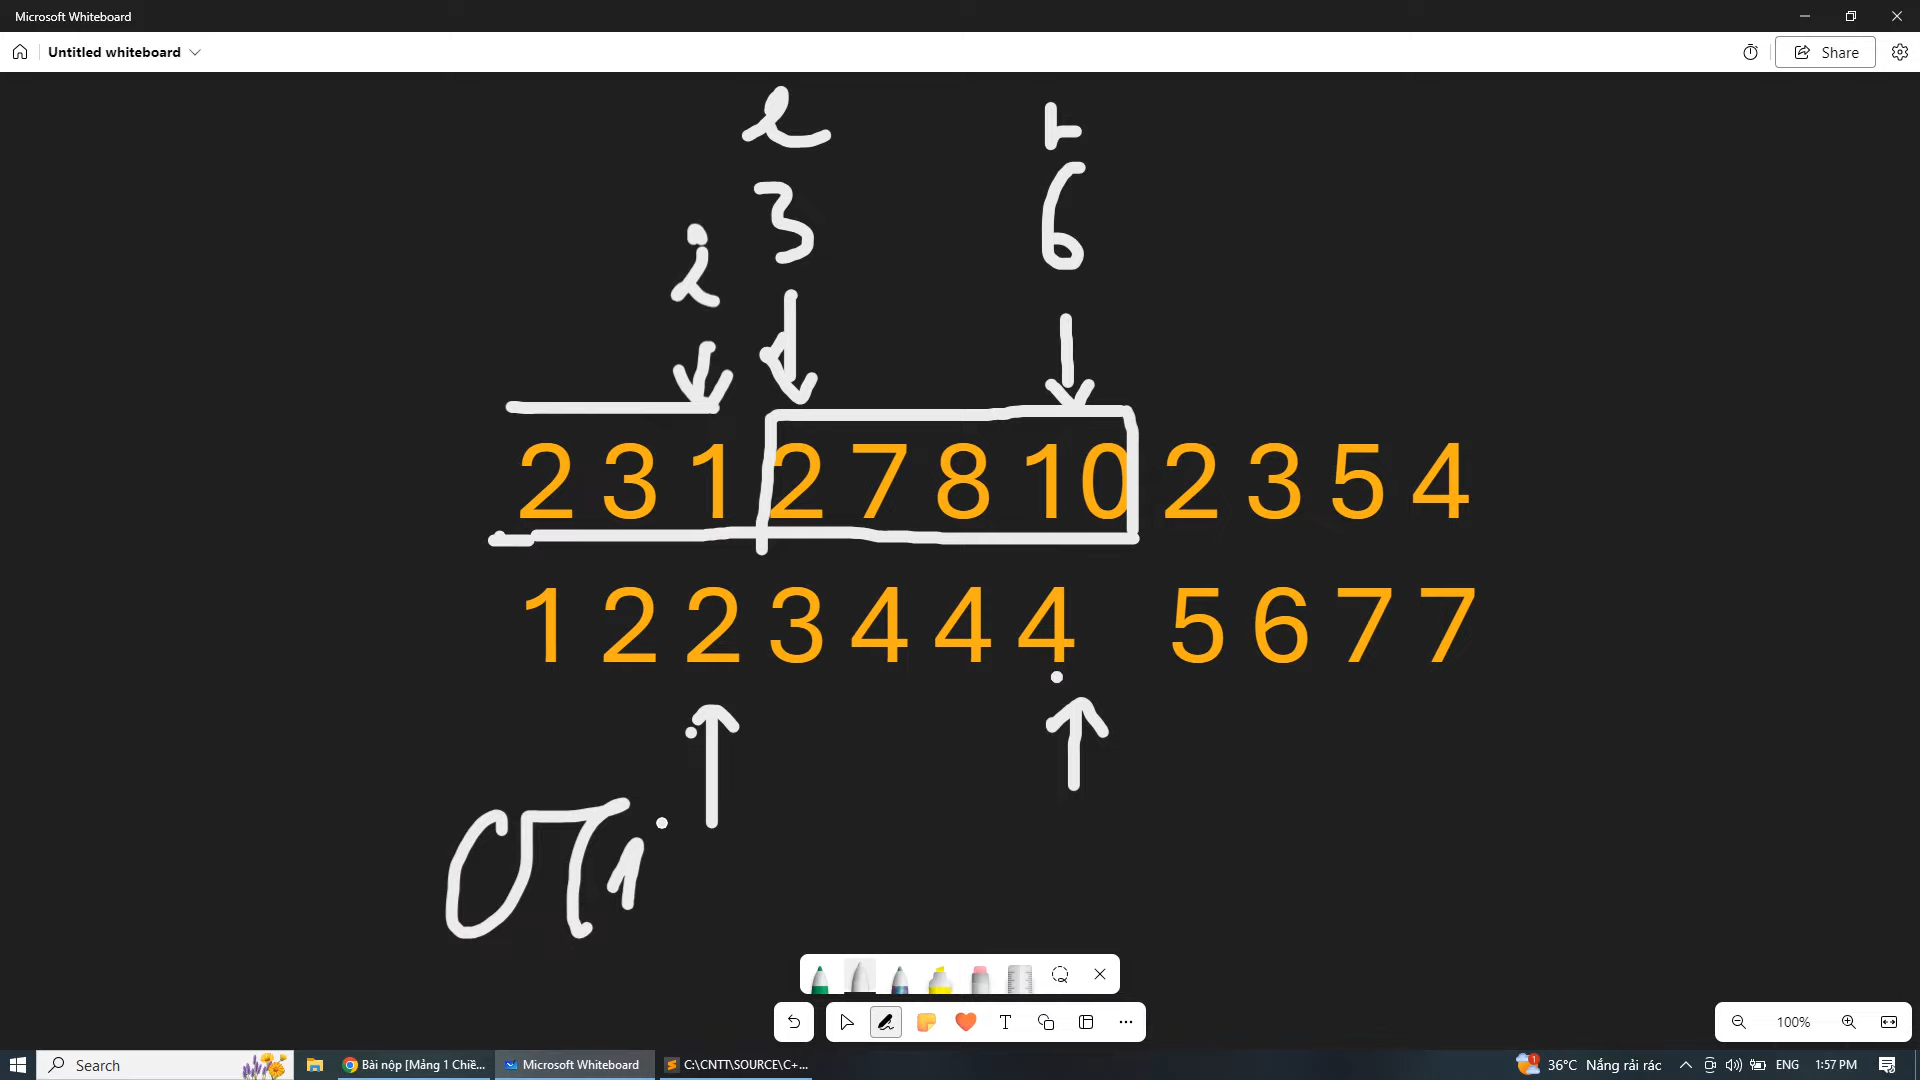 Microsoft Whiteboard
Untitled whiteboard
Share
l r
3 6
i
2 3 1 2 7 8 10 2 3 5 4
1 2 2 3 4 4 4 5 6 7 7
T
100%
Search
Bài nộp [Mảng 1 Chiề...
Microsoft Whiteboard
C:\CNTT\SOURCE\C+...
1
36°C Nắng rải rác
ENG
1:57 PM